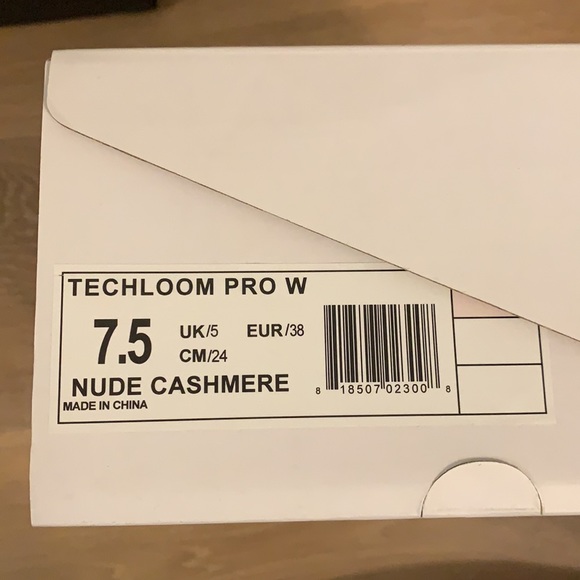 TECHLOOM PRO W
7.5 UK/5 EUR/38
CM/24
NUDE CASHMERE
MADE IN CHINA
8 18507 02300 8